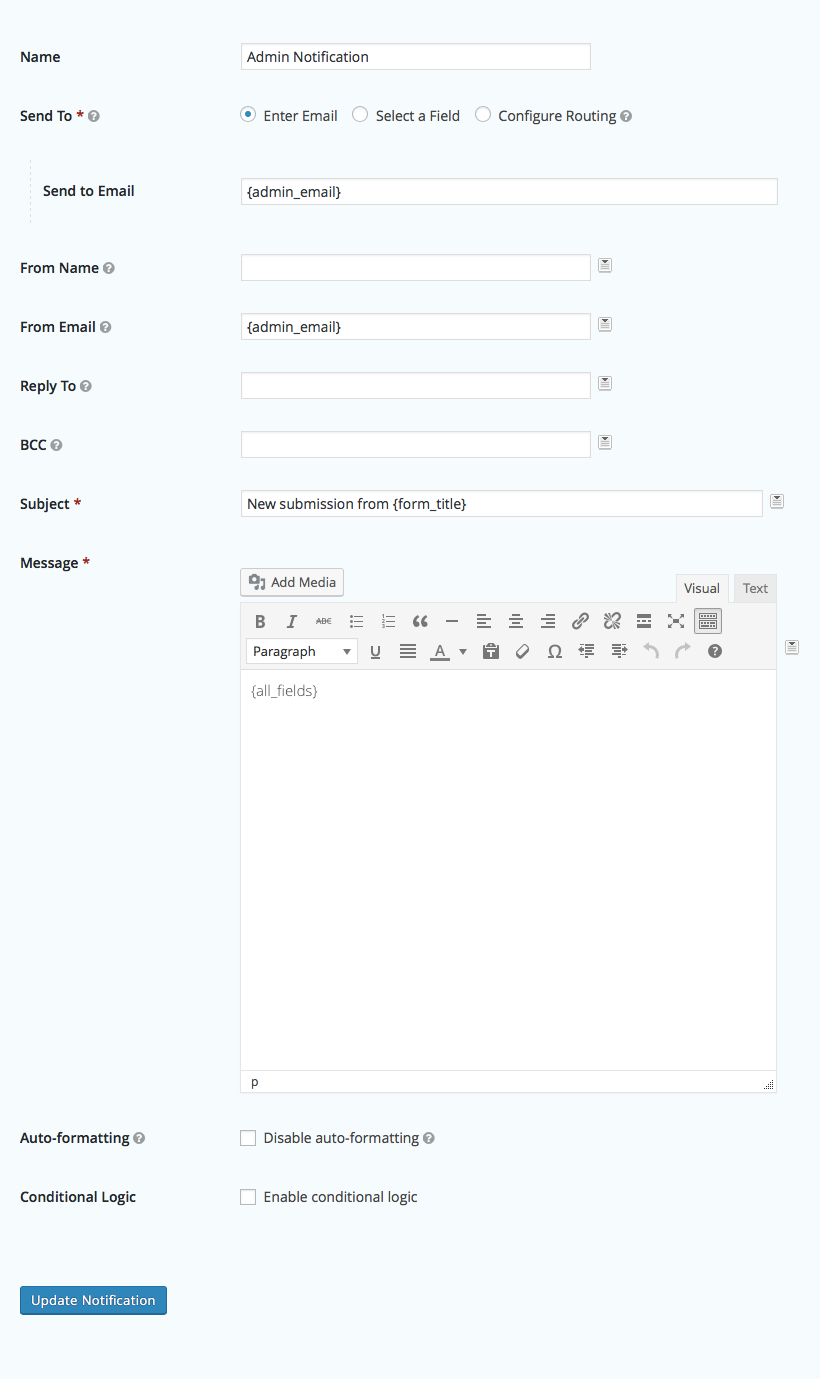 Name Admin Notification
Send To * ? Enter Email Select a Field Configure Routing ?
Send to Email {admin_email}
From Name ?
From Email ? {admin_email}
Reply To ?
BCC ?
Subject * New submission from {form_title}
Message *
Add Media Visual Text
B I ABC
Paragraph U A T Ω ?
{all_fields}
p
Auto-formatting ? Disable auto-formatting ?
Conditional Logic Enable conditional logic
Update Notification